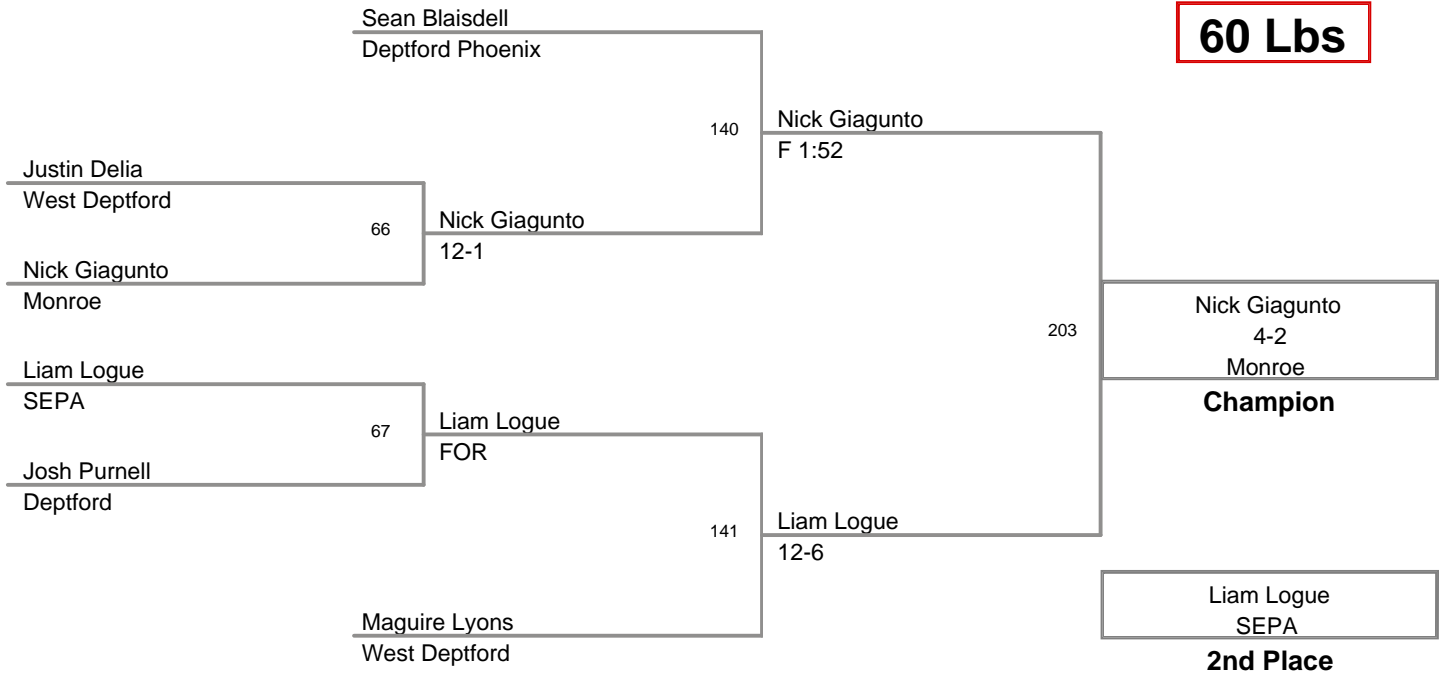 Sean Blaisdell
Deptford Phoenix
60 Lbs
140
Nick Giagunto
F 1:52
Justin Delia
West Deptford
66
Nick Giagunto
12-1
Nick Giagunto
Monroe
203
Nick Giagunto
4-2
Monroe
Champion
Liam Logue
SEPA
67
Liam Logue
FOR
Josh Purnell
Deptford
141
Liam Logue
12-6
Maguire Lyons
West Deptford
Liam Logue
SEPA
2nd Place